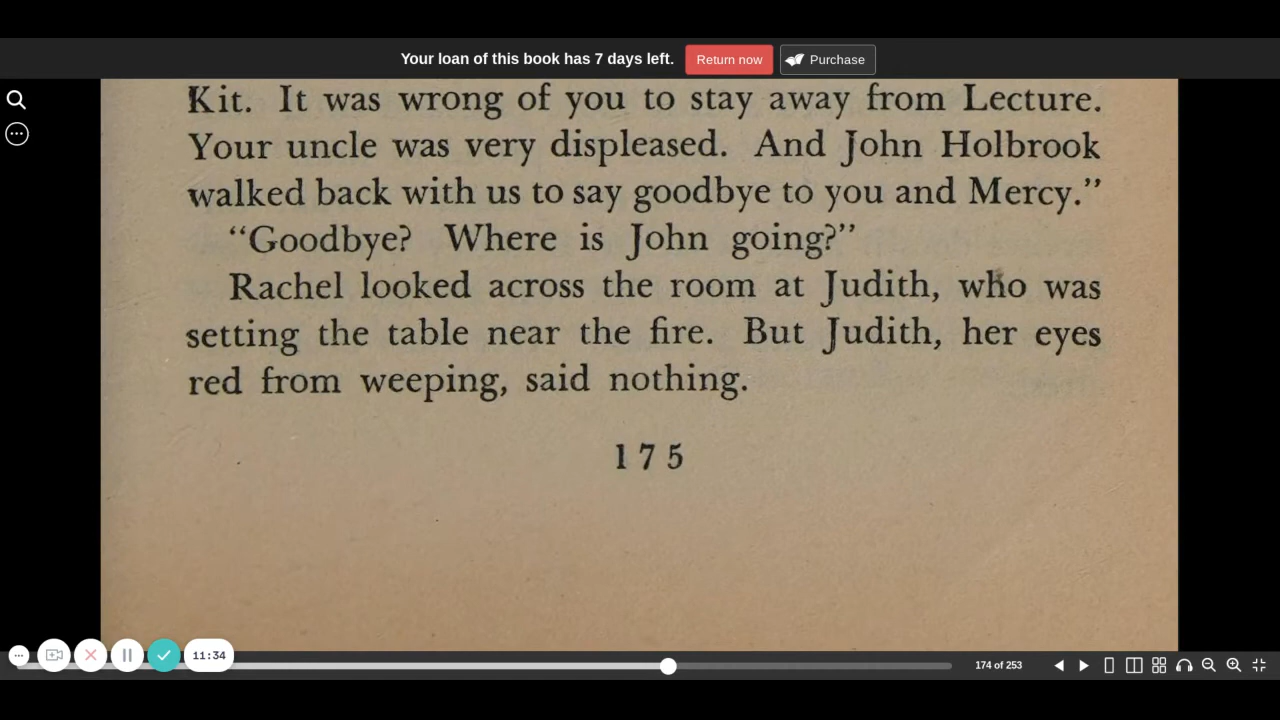 Your loan of this book has 7 days left. Return now Purchase
Kit. It was wrong of you to stay away from Lecture.
Your uncle was very displeased. And John Holbrook
walked back with us to say goodbye to you and Mercy.”
“Goodbye? Where is John going?”
Rachel looked across the room at Judith, who was
setting the table near the fire. But Judith, her eyes
red from weeping, said nothing.
175
11:34
174 of 253